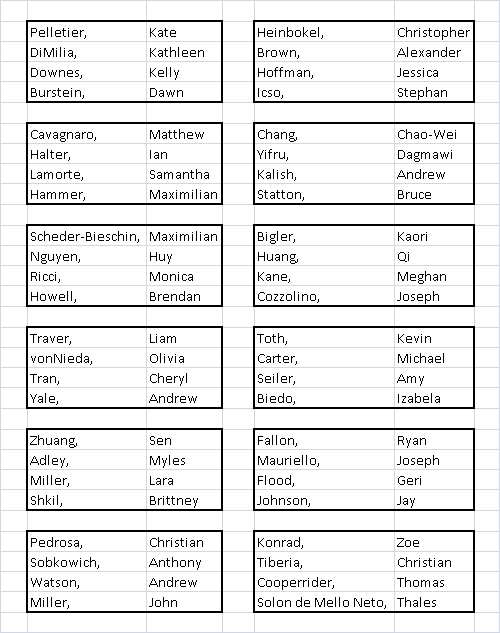 Pelletier, Kate
DiMilia, Kathleen
Downes, Kelly
Burstein, Dawn
Heinbokel, Christopher
Brown, Alexander
Hoffman, Jessica
Icso, Stephan
Cavagnaro, Matthew
Halter, Ian
Lamorte, Samantha
Hammer, Maximilian
Chang, Chao-Wei
Yifru, Dagmawi
Kalish, Andrew
Statton, Bruce
Scheder-Bieschin, Maximilian
Nguyen, Huy
Ricci, Monica
Howell, Brendan
Bigler, Kaori
Huang, Qi
Kane, Meghan
Cozzolino, Joseph
Traver, Liam
vonNieda, Olivia
Tran, Cheryl
Yale, Andrew
Toth, Kevin
Carter, Michael
Seiler, Amy
Biedo, Izabela
Zhuang, Sen
Adley, Myles
Miller, Lara
Shkil, Brittney
Fallon, Ryan
Mauriello, Joseph
Flood, Geri
Johnson, Jay
Pedrosa, Christian
Sobkowich, Anthony
Watson, Andrew
Miller, John
Konrad, Zoe
Tiberia, Christian
Cooperrider, Thomas
Solon de Mello Neto, Thales